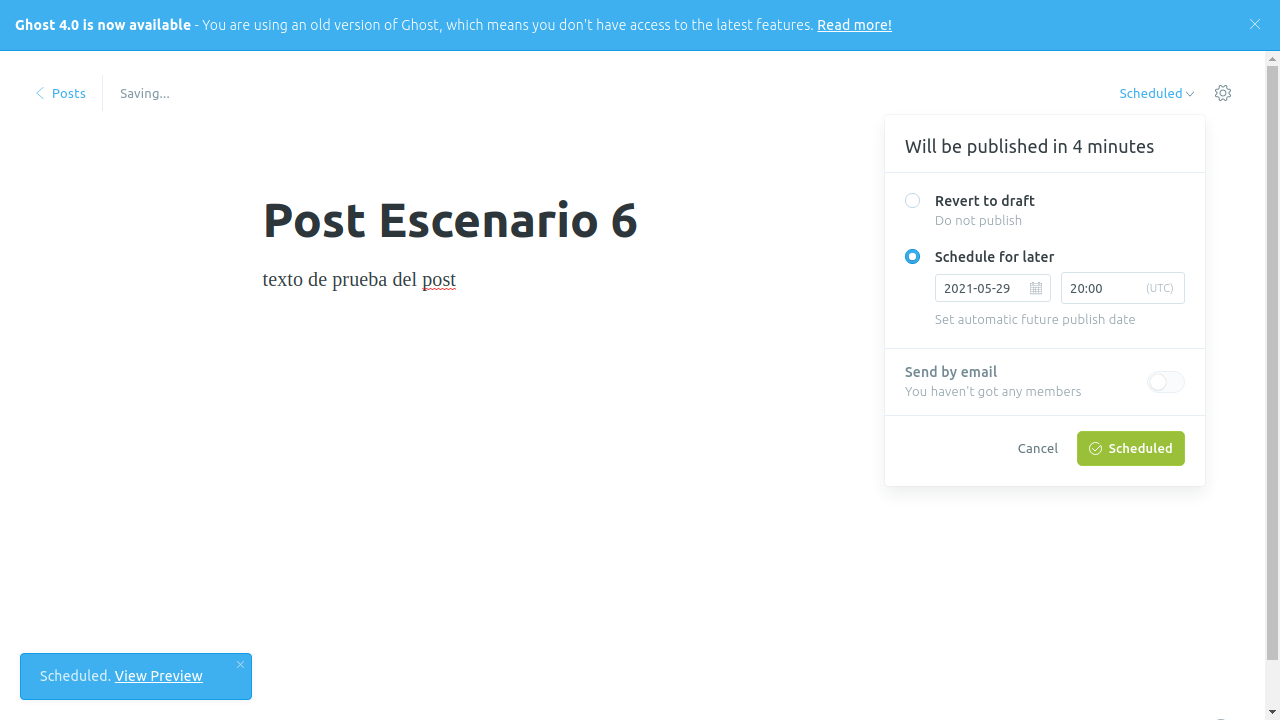 Ghost 4.0 is now available - You are using an old version of Ghost, which means you don't have access to the latest features. Read more!
Posts
Saving...
Scheduled
Will be published in 4 minutes
Post Escenario 6
texto de prueba del post
Revert to draft
Do not publish
Schedule for later
2021-05-29
20:00 (UTC)
Set automatic future publish date
Send by email
You haven't got any members
Cancel
Scheduled
Scheduled. View Preview